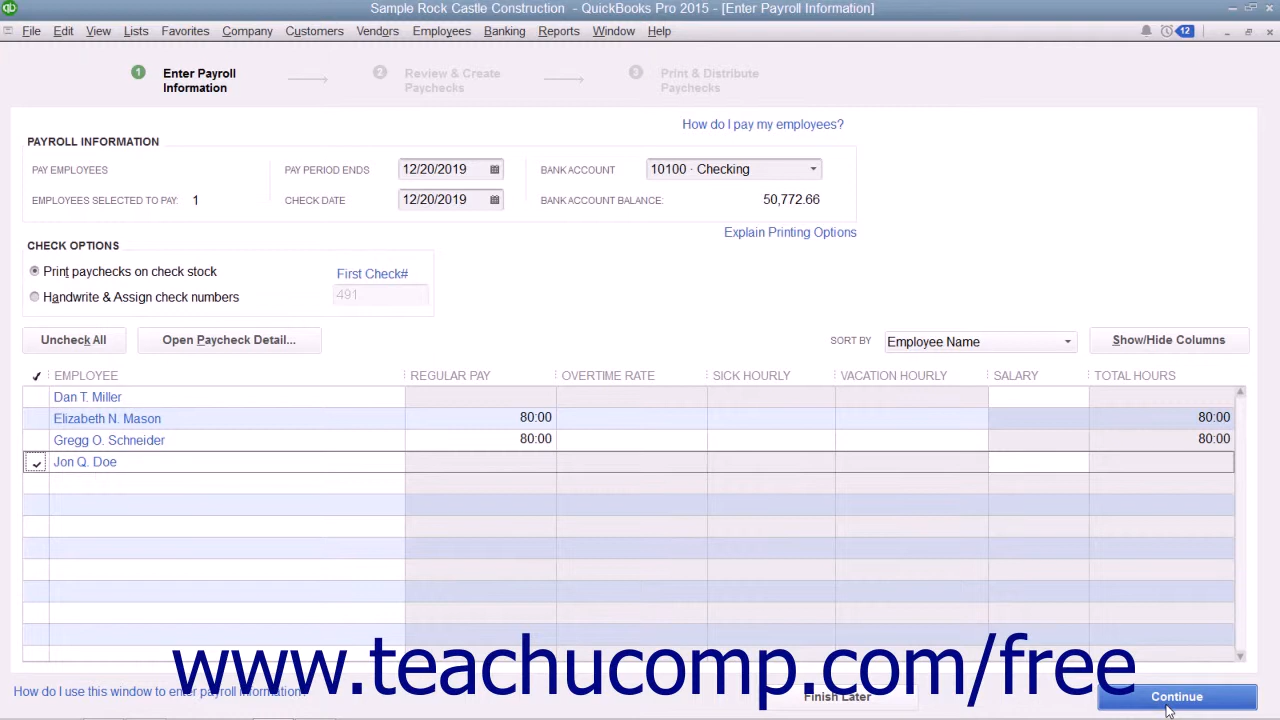 Sample Rock Castle Construction - QuickBooks Pro 2015 - [Enter Payroll Information]
File Edit View Lists Favorites Company Customers Vendors Employees Banking Reports Window Help 12
1 Enter Payroll Information
2 Review & Create Paychecks
3 Print & Distribute Paychecks
How do I pay my employees?
PAYROLL INFORMATION
PAY EMPLOYEES PAY PERIOD ENDS 12/20/2019 BANK ACCOUNT 10100 · Checking
EMPLOYEES SELECTED TO PAY: 1 CHECK DATE 12/20/2019 BANK ACCOUNT BALANCE: 50,772.66
Explain Printing Options
CHECK OPTIONS
Print paychecks on check stock First Check#
Handwrite & Assign check numbers 491
Uncheck All Open Paycheck Detail... SORT BY Employee Name Show/Hide Columns
EMPLOYEE REGULAR PAY OVERTIME RATE SICK HOURLY VACATION HOURLY SALARY TOTAL HOURS
Dan T. Miller
Elizabeth N. Mason 80:00 80:00
Gregg O. Schneider 80:00 80:00
Jon Q. Doe
www.teachucomp.com/free
How do I use this window to enter payroll information? Finish Later Continue